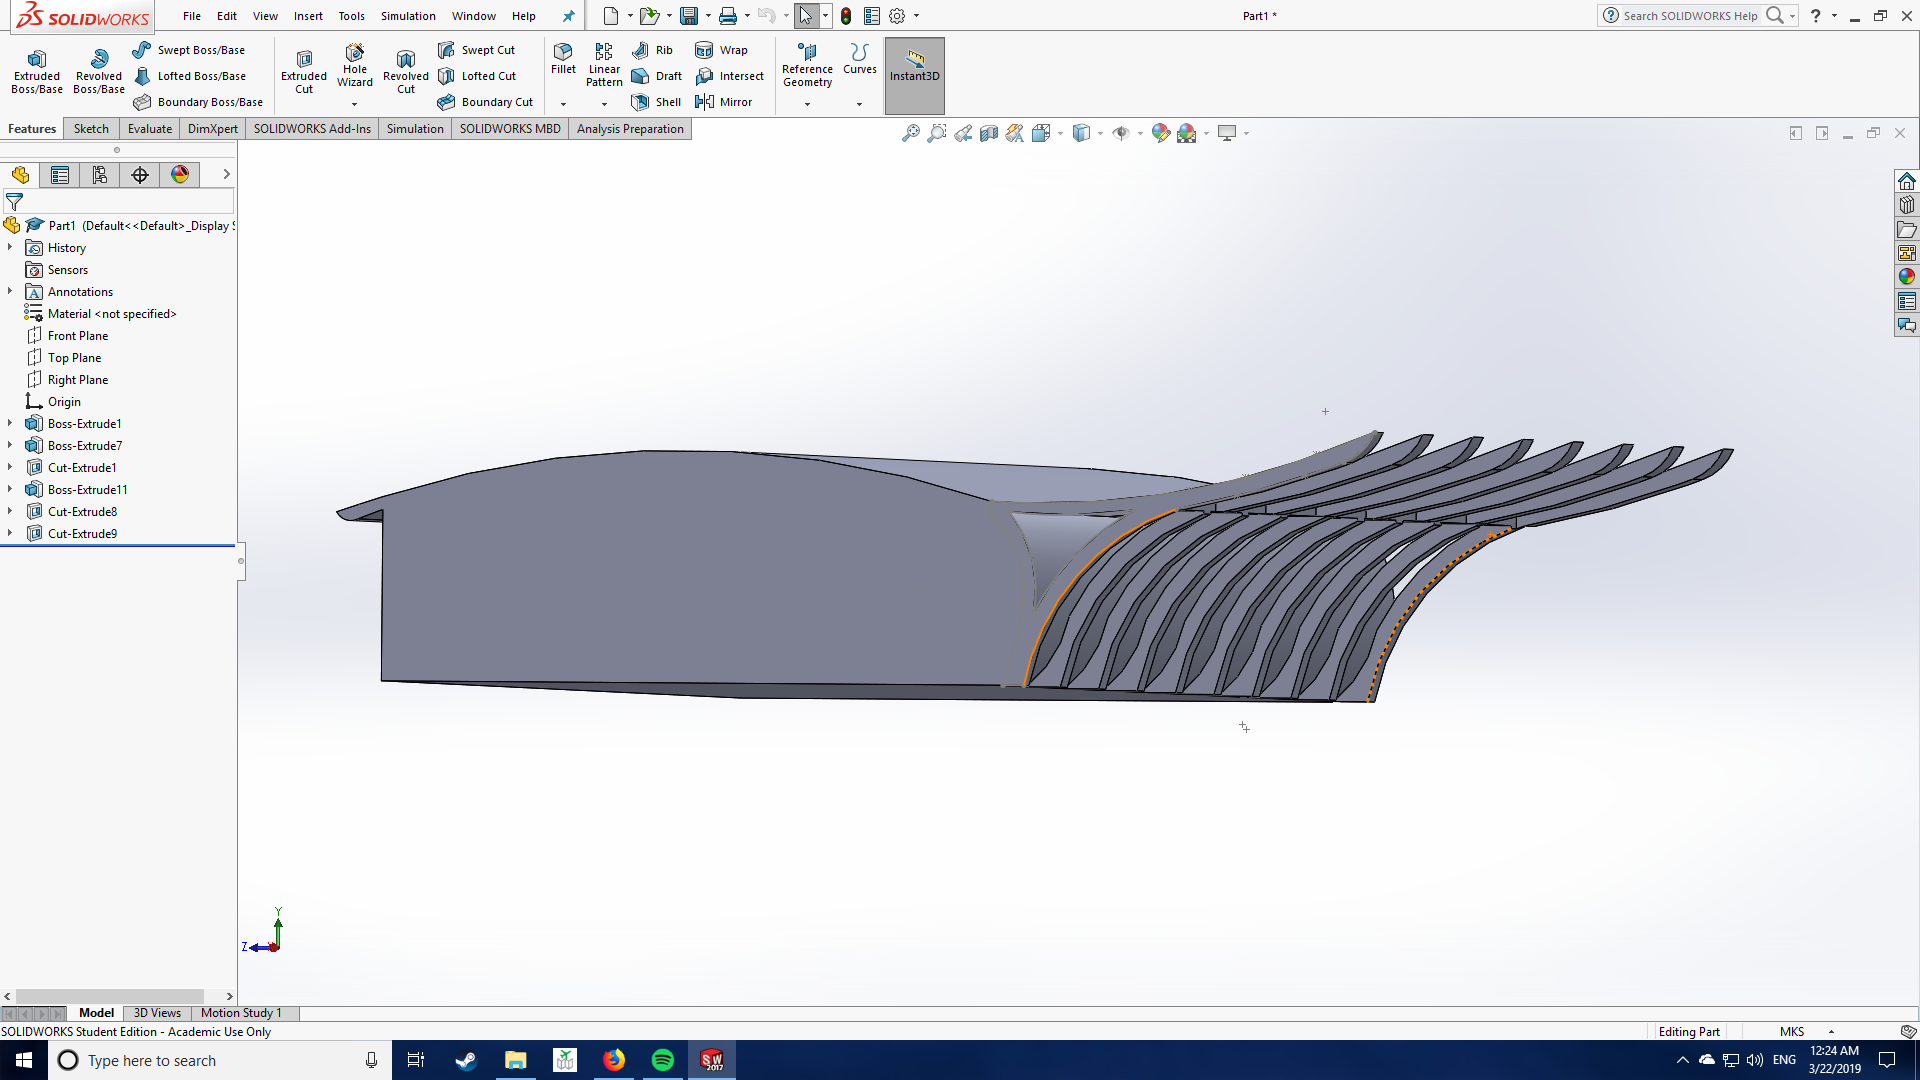 SOLIDWORKS File Edit View Insert Tools Simulation Window Help Part1 * Search SOLIDWORKS Help ?
Extruded Boss/Base
Revolved Boss/Base
Swept Boss/Base
Lofted Boss/Base
Boundary Boss/Base
Extruded Cut
Hole Wizard
Revolved Cut
Swept Cut
Lofted Cut
Boundary Cut
Fillet
Linear Pattern
Rib
Draft
Shell
Wrap
Intersect
Mirror
Reference Geometry
Curves
Instant3D
Features Sketch Evaluate DimXpert SOLIDWORKS Add-Ins Simulation SOLIDWORKS MBD Analysis Preparation
Part1 (Default<<Default>_Display S
History
Sensors
Annotations
Material <not specified>
Front Plane
Top Plane
Right Plane
Origin
Boss-Extrude1
Boss-Extrude7
Cut-Extrude1
Boss-Extrude11
Cut-Extrude8
Cut-Extrude9
Y
Z
Model 3D Views Motion Study 1
SOLIDWORKS Student Edition - Academic Use Only Editing Part MKS
Type here to search SW 2017 ENG 12:24 AM
3/22/2019